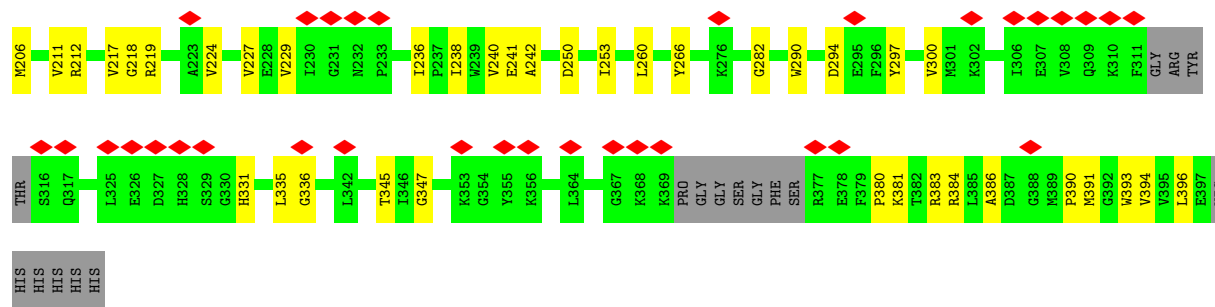 M206 V211 R212 V217 G218 R219 A223 V224 V227 E228 V229 I230 G231 N232 P233 I236 P237 I238 W239 V240 E241 A242 D250 I253 L260 Y266 K276 G282 W290 D294 E295 F296 Y297 V300 M301 K302 I306 E307 V308 Q309 K310 F311 GLY ARG TYR
THR S316 Q317 L325 E326 D327 H328 S329 G330 H331 L335 G336 L342 T345 I346 G347 K353 G354 Y355 K356 L364 G367 K368 K369 PRO GLY GLY SER GLY PHE SER R377 E378 F379 P380 K381 T382 R383 R384 L385 A386 D387 G388 M389 P390 M391 G392 W393 V394 V395 L396 E397
HIS HIS HIS HIS HIS